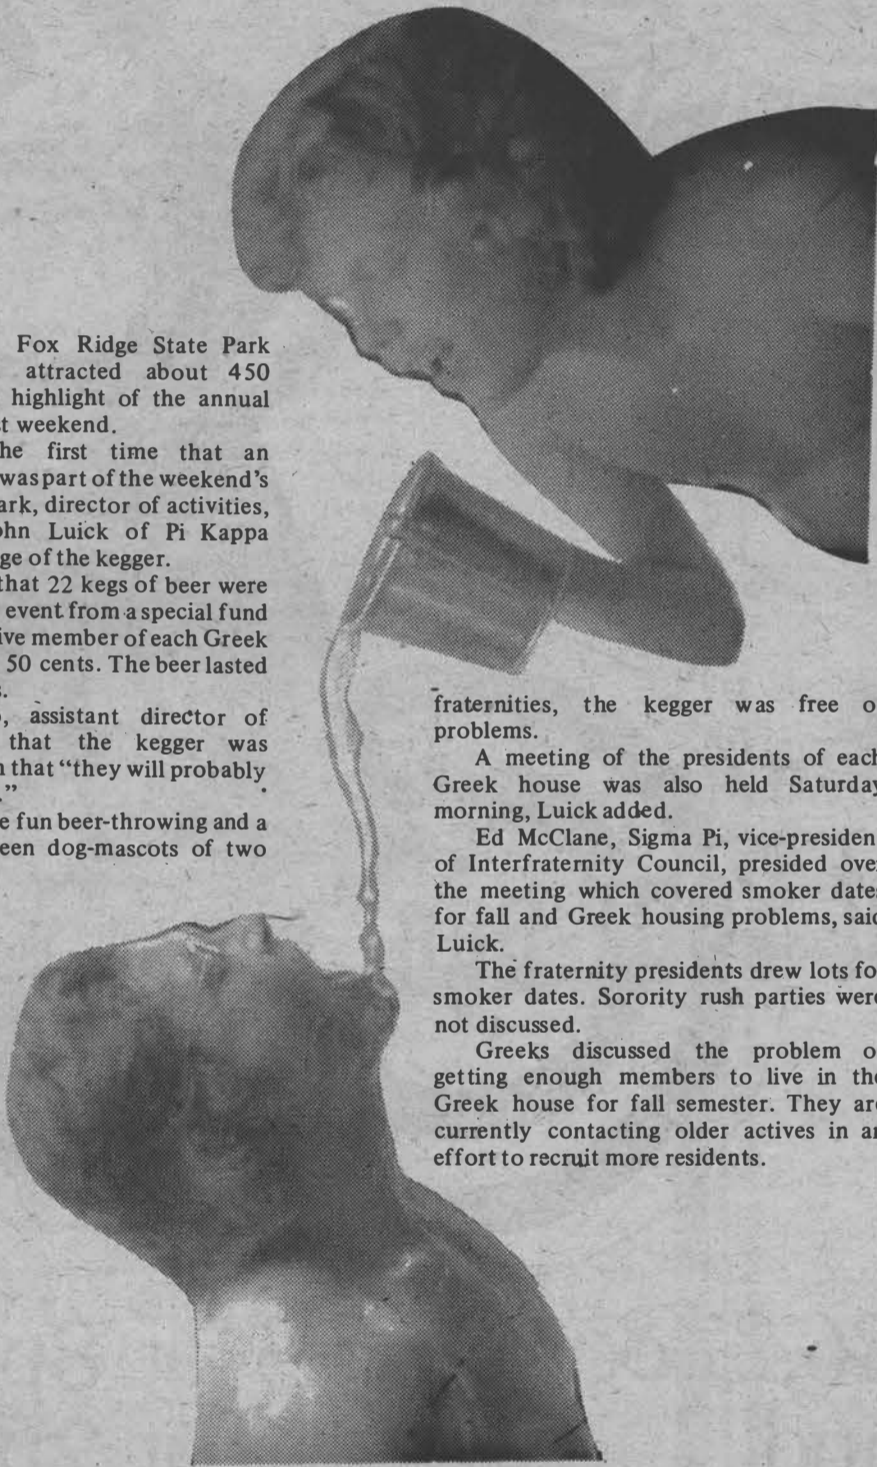 Fox Ridge State Park
attracted about 450
highlight of the annual
t weekend.
he first time that an
was part of the weekend's
ark, director of activities,
ohn Luick of Pi Kappa
ge of the kegger.
that 22 kegs of beer were
event from a special fund
ive member of each Greek
50 cents. The beer lasted
s.
, assistant director of
that the kegger was
n that "they will probably
."
e fun beer-throwing and a
een dog-mascots of two
fraternities, the kegger was free o
problems.
A meeting of the presidents of each
Greek house was also held Saturday
morning, Luick added.
Ed McClane, Sigma Pi, vice-presiden
of Interfraternity Council, presided ove
the meeting which covered smoker date
for fall and Greek housing problems, said
Luick.
The fraternity presidents drew lots fo
smoker dates. Sorority rush parties were
not discussed.
Greeks discussed the problem o
getting enough members to live in the
Greek house for fall semester. They are
currently contacting older actives in an
effort to recruit more residents.